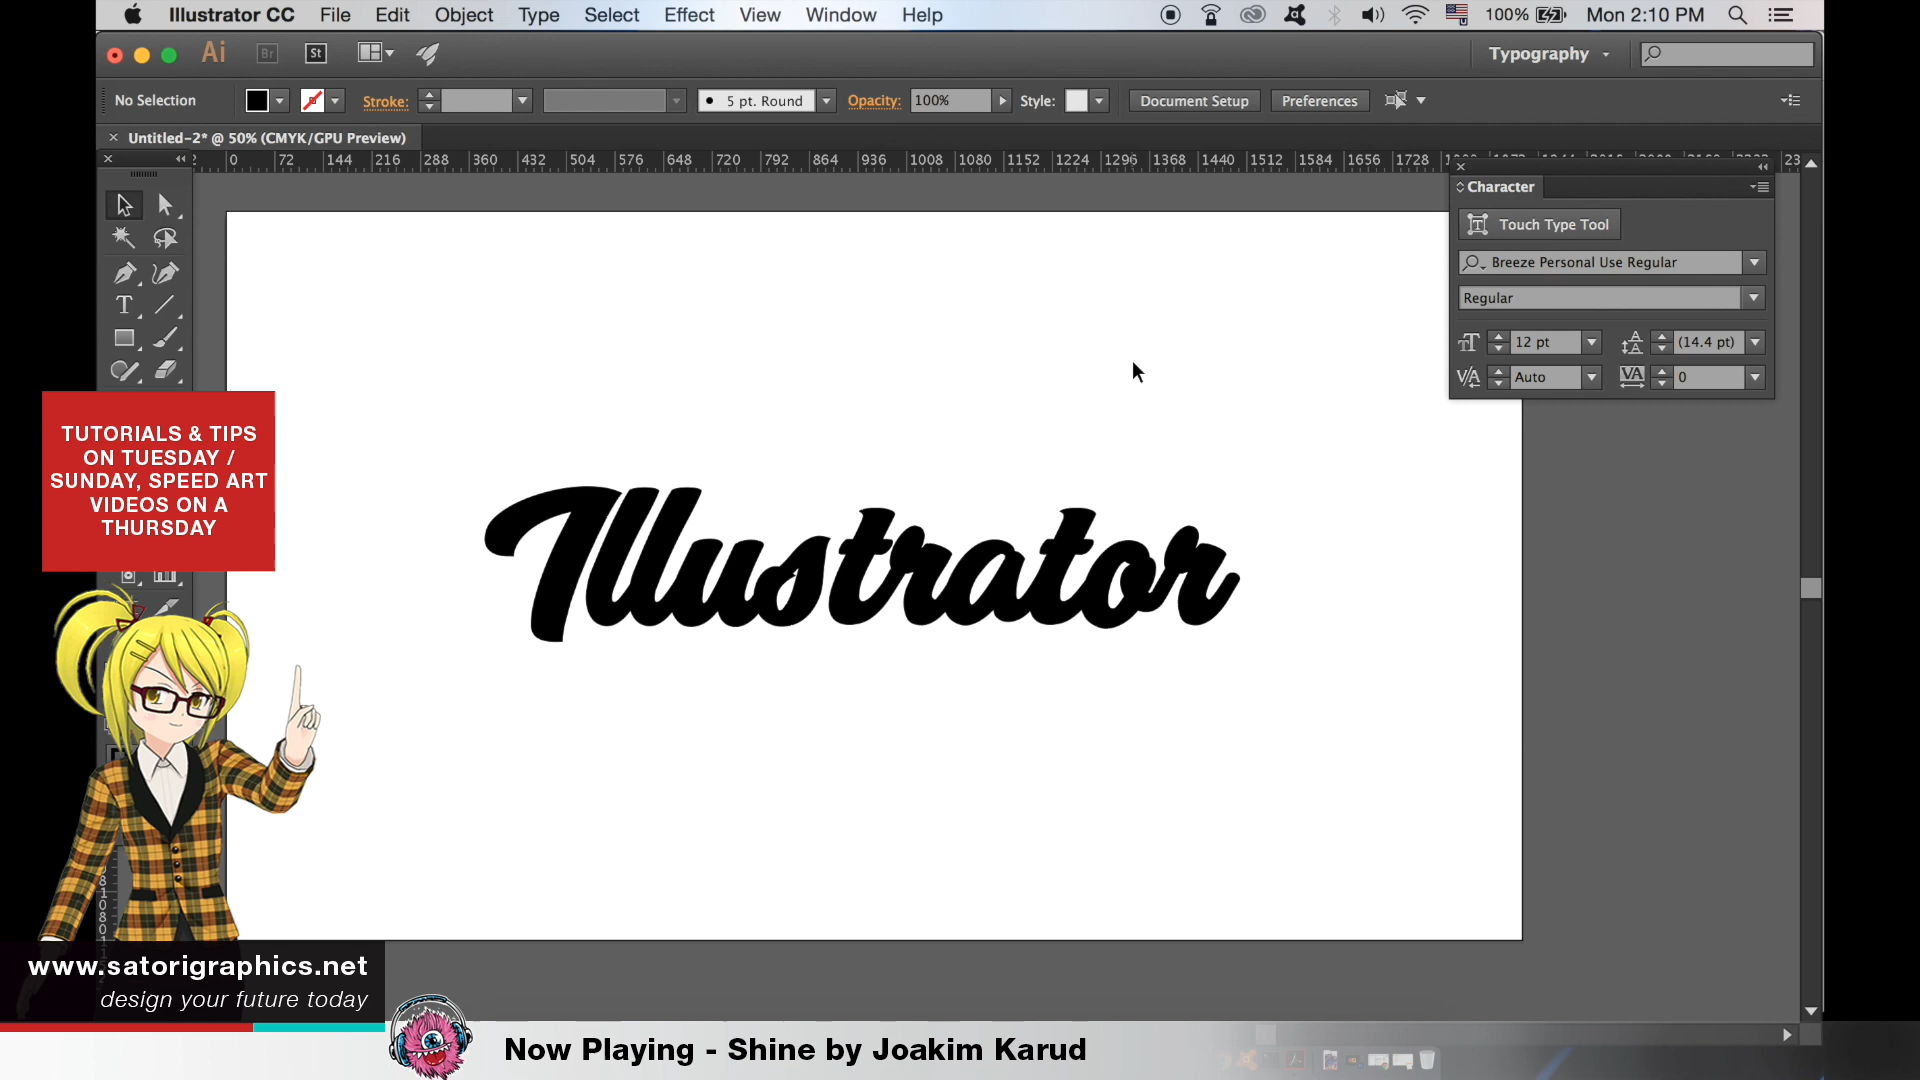 Illustrator CC File Edit Object Type Select Effect View Window Help 100% Mon 2:10 PM
Ai Br St Typography
No Selection Stroke: 5 pt. Round Opacity: 100% Style: Document Setup Preferences
Untitled-2* @ 50% (CMYK/GPU Preview)
0 72 144 216 288 360 432 504 576 648 720 792 864 936 1008 1080 1152 1224 1296 1368 1440 1512 1584 1656 1728
Character
Touch Type Tool
Breeze Personal Use Regular
Regular
12 pt (14.4 pt)
Auto 0
TUTORIALS & TIPS
ON TUESDAY /
SUNDAY, SPEED ART
VIDEOS ON A
THURSDAY
Illustrator
www.satorigraphics.net
design your future today
Now Playing - Shine by Joakim Karud